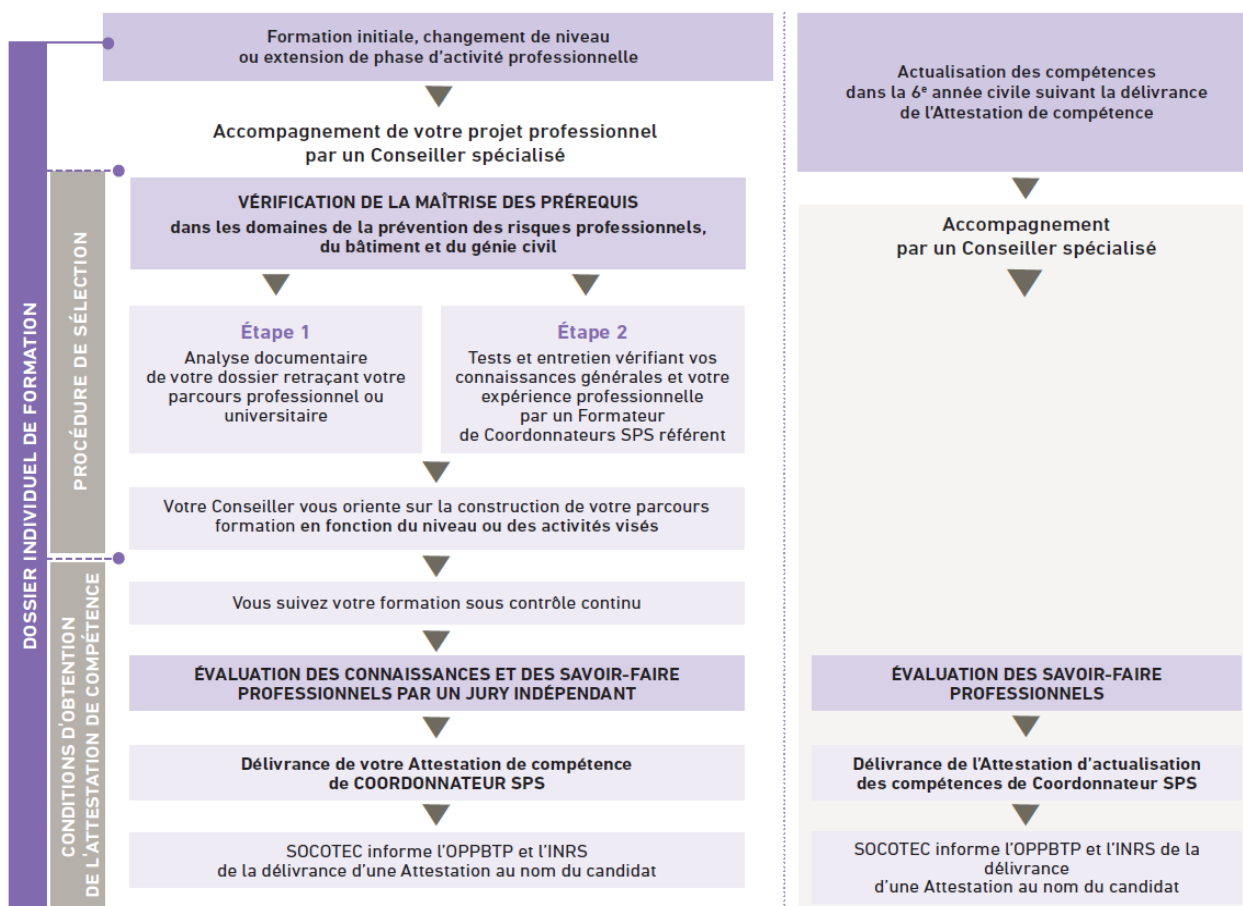 DOSSIER INDIVIDUEL DE FORMATION
PROCÉDURE DE SÉLECTION
CONDITIONS D'OBTENTION
DE L'ATTESTATION DE COMPÉTENCE
Formation initiale, changement de niveau
ou extension de phase d'activité professionnelle
Accompagnement de votre projet professionnel
par un Conseiller spécialisé
VÉRIFICATION DE LA MAÎTRISE DES PRÉREQUIS
dans les domaines de la prévention des risques professionnels,
du bâtiment et du génie civil
Étape 1
Analyse documentaire
de votre dossier retraçant votre
parcours professionnel ou
universitaire
Étape 2
Tests et entretien vérifiant vos
connaissances générales et votre
expérience professionnelle
par un Formateur
de Coordonnateurs SPS référent
Votre Conseiller vous oriente sur la construction de votre parcours
formation en fonction du niveau ou des activités visés
Vous suivez votre formation sous contrôle continu
ÉVALUATION DES CONNAISSANCES ET DES SAVOIR-FAIRE
PROFESSIONNELS PAR UN JURY INDÉPENDANT
Délivrance de votre Attestation de compétence
de COORDONNATEUR SPS
SOCOTEC informe l'OPPBTP et l'INRS
de la délivrance d'une Attestation au nom du candidat
Actualisation des compétences
dans la 6e année civile suivant la délivrance
de l'Attestation de compétence
Accompagnement
par un Conseiller spécialisé
ÉVALUATION DES SAVOIR-FAIRE
PROFESSIONNELS
Délivrance de l'Attestation d'actualisation
des compétences de Coordonnateur SPS
SOCOTEC informe l'OPPBTP et l'INRS de la
délivrance
d'une Attestation au nom du candidat